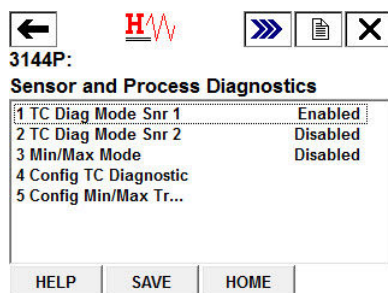 H
3144P:
Sensor and Process Diagnostics
1 TC Diag Mode Snr 1 Enabled
2 TC Diag Mode Snr 2 Disabled
3 Min/Max Mode Disabled
4 Config TC Diagnostic
5 Config Min/Max Tr...
HELP SAVE HOME